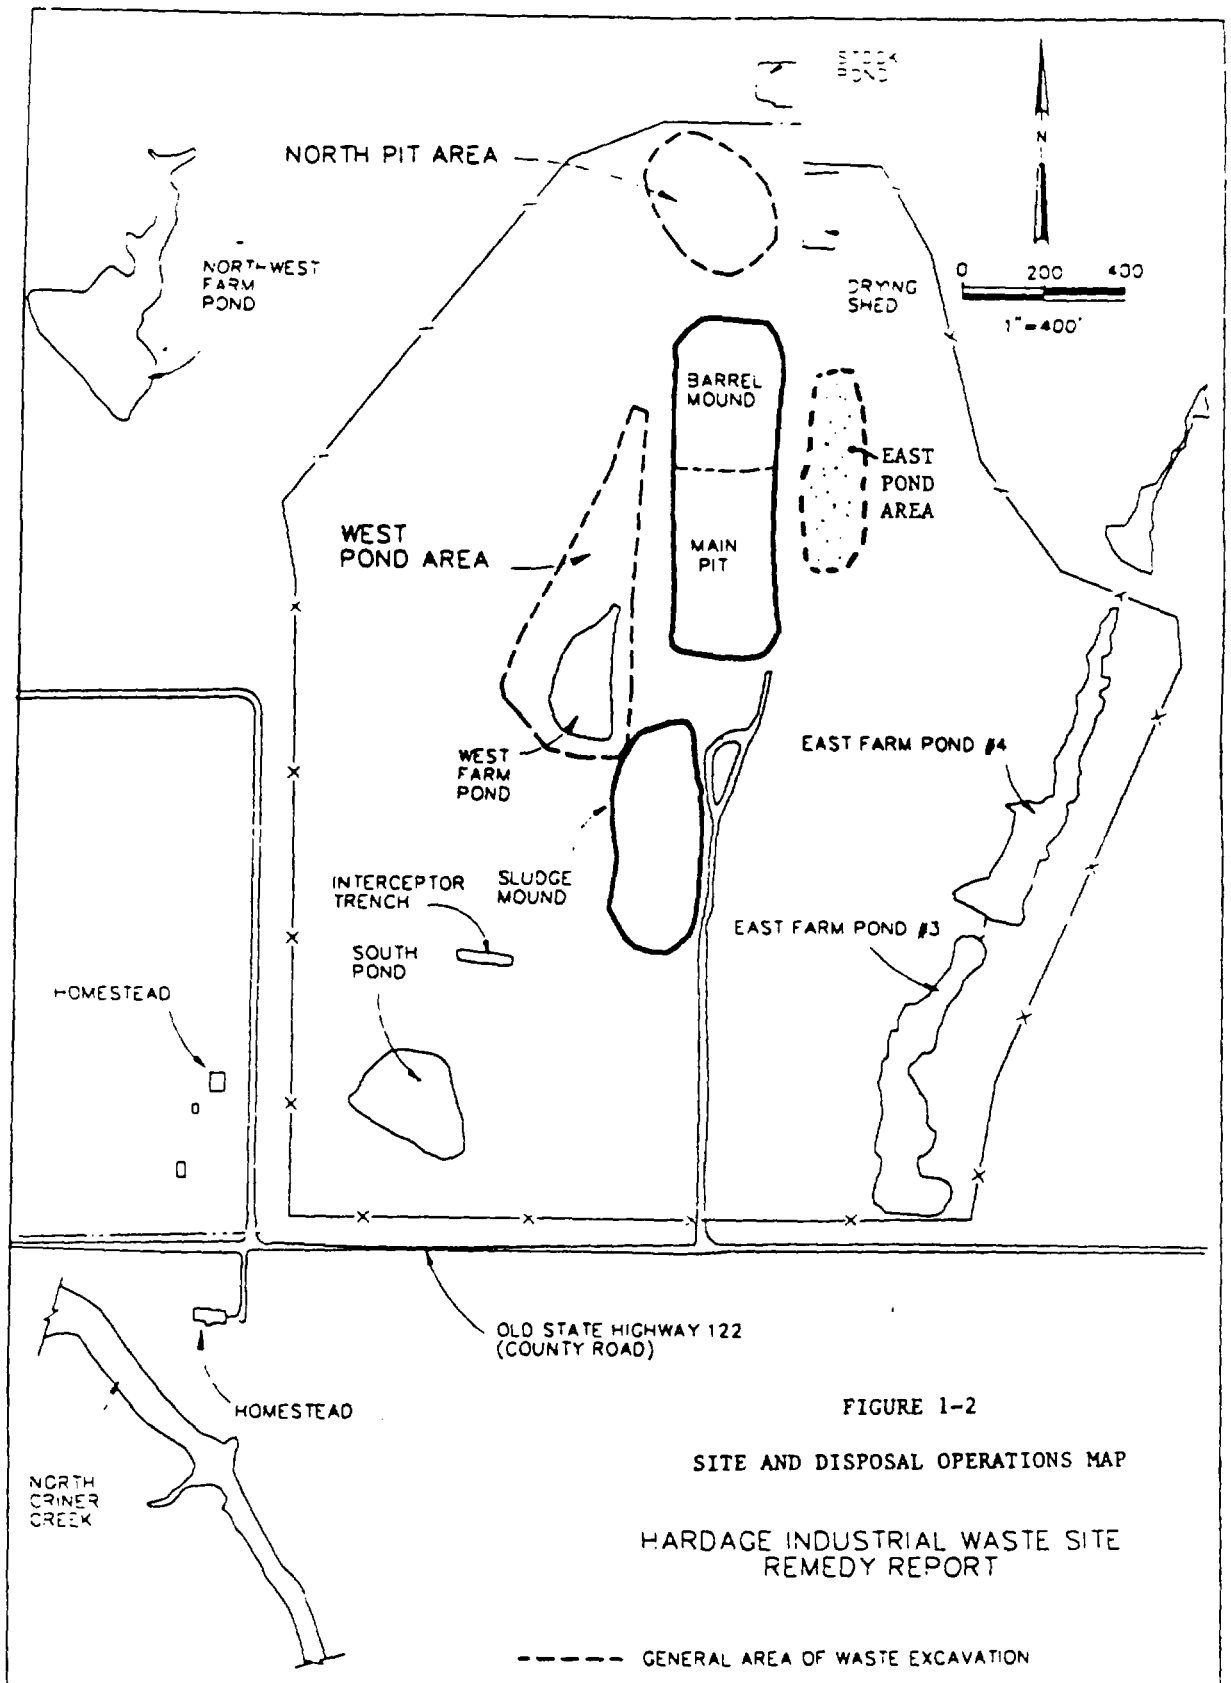 STOCK
POND
NORTH PIT AREA
N
NORTHWEST
FARM
POND
DRYING
SHED
0 200 400
1"=400'
BARREL
MOUND
EAST
POND
AREA
WEST
POND AREA
MAIN
PIT
EAST FARM POND #4
WEST
FARM
POND
INTERCEPTOR
TRENCH
SLUDGE
MOUND
EAST FARM POND #3
SOUTH
POND
HOMESTEAD
OLD STATE HIGHWAY 122
(COUNTY ROAD)
HOMESTEAD
FIGURE 1-2
SITE AND DISPOSAL OPERATIONS MAP
NORTH
CRINER
CREEK
HARDAGE INDUSTRIAL WASTE SITE
REMEDY REPORT
GENERAL AREA OF WASTE EXCAVATION